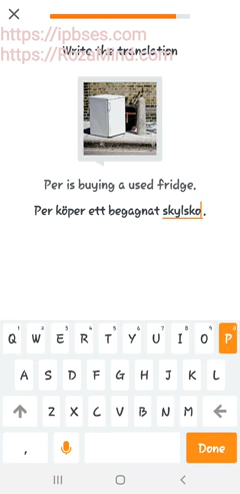 https://ipbses.com
Write the translation
https://RozaMind.com
Per is buying a used fridge.
Per köper ett begagnat skylsko.
Q W E R T Y U I O P
A S D F G H J K L
Z X C V B N M
, Done